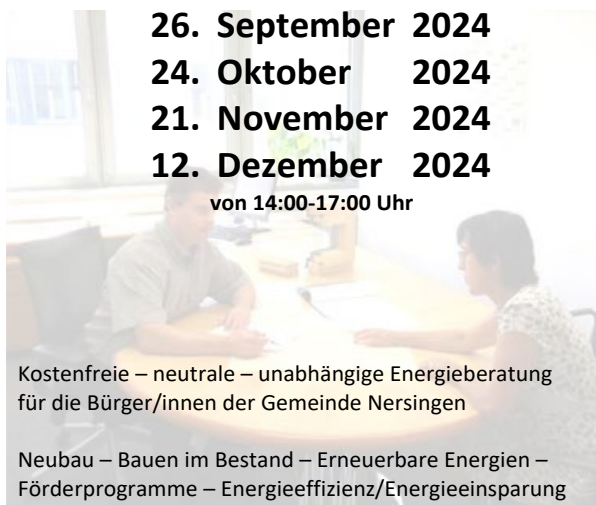 26. September 2024
24. Oktober 2024
21. November 2024
12. Dezember 2024
von 14:00-17:00 Uhr
Kostenfreie – neutrale – unabhängige Energieberatung
für die Bürger/innen der Gemeinde Nersingen
Neubau – Bauen im Bestand – Erneuerbare Energien –
Förderprogramme – Energieeffizienz/Energieeinsparung